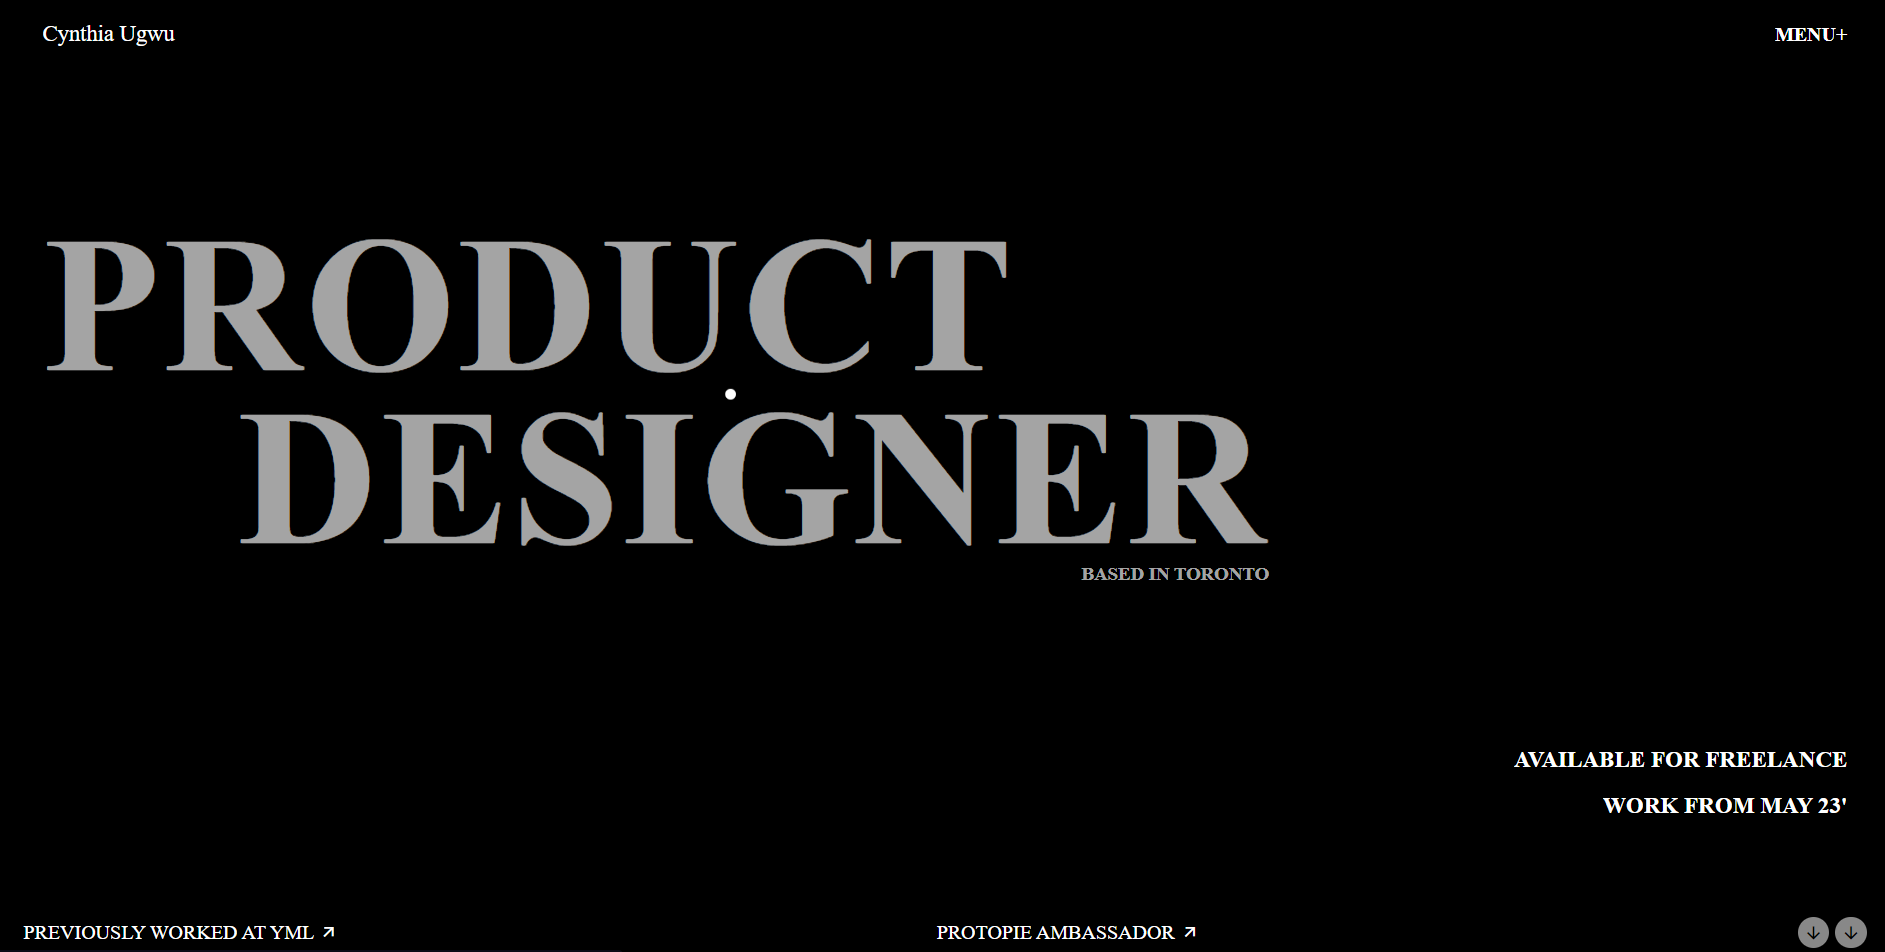 Cynthia Ugwu
MENU+
PRODUCT
DESIGNER
BASED IN TORONTO
AVAILABLE FOR FREELANCE
WORK FROM MAY 23'
PREVIOUSLY WORKED AT YML
PROTOPIE AMBASSADOR